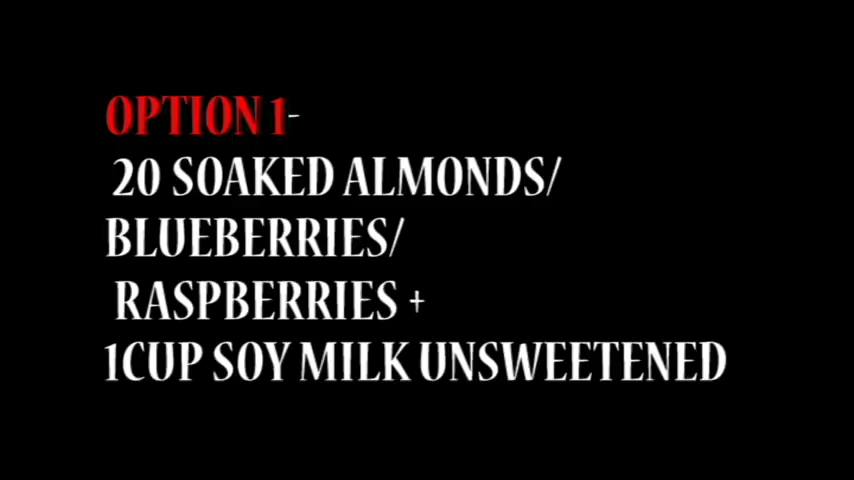 OPTION 1-
20 SOAKED ALMONDS/
BLUEBERRIES/
RASPBERRIES +
1CUP SOY MILK UNSWEETENED